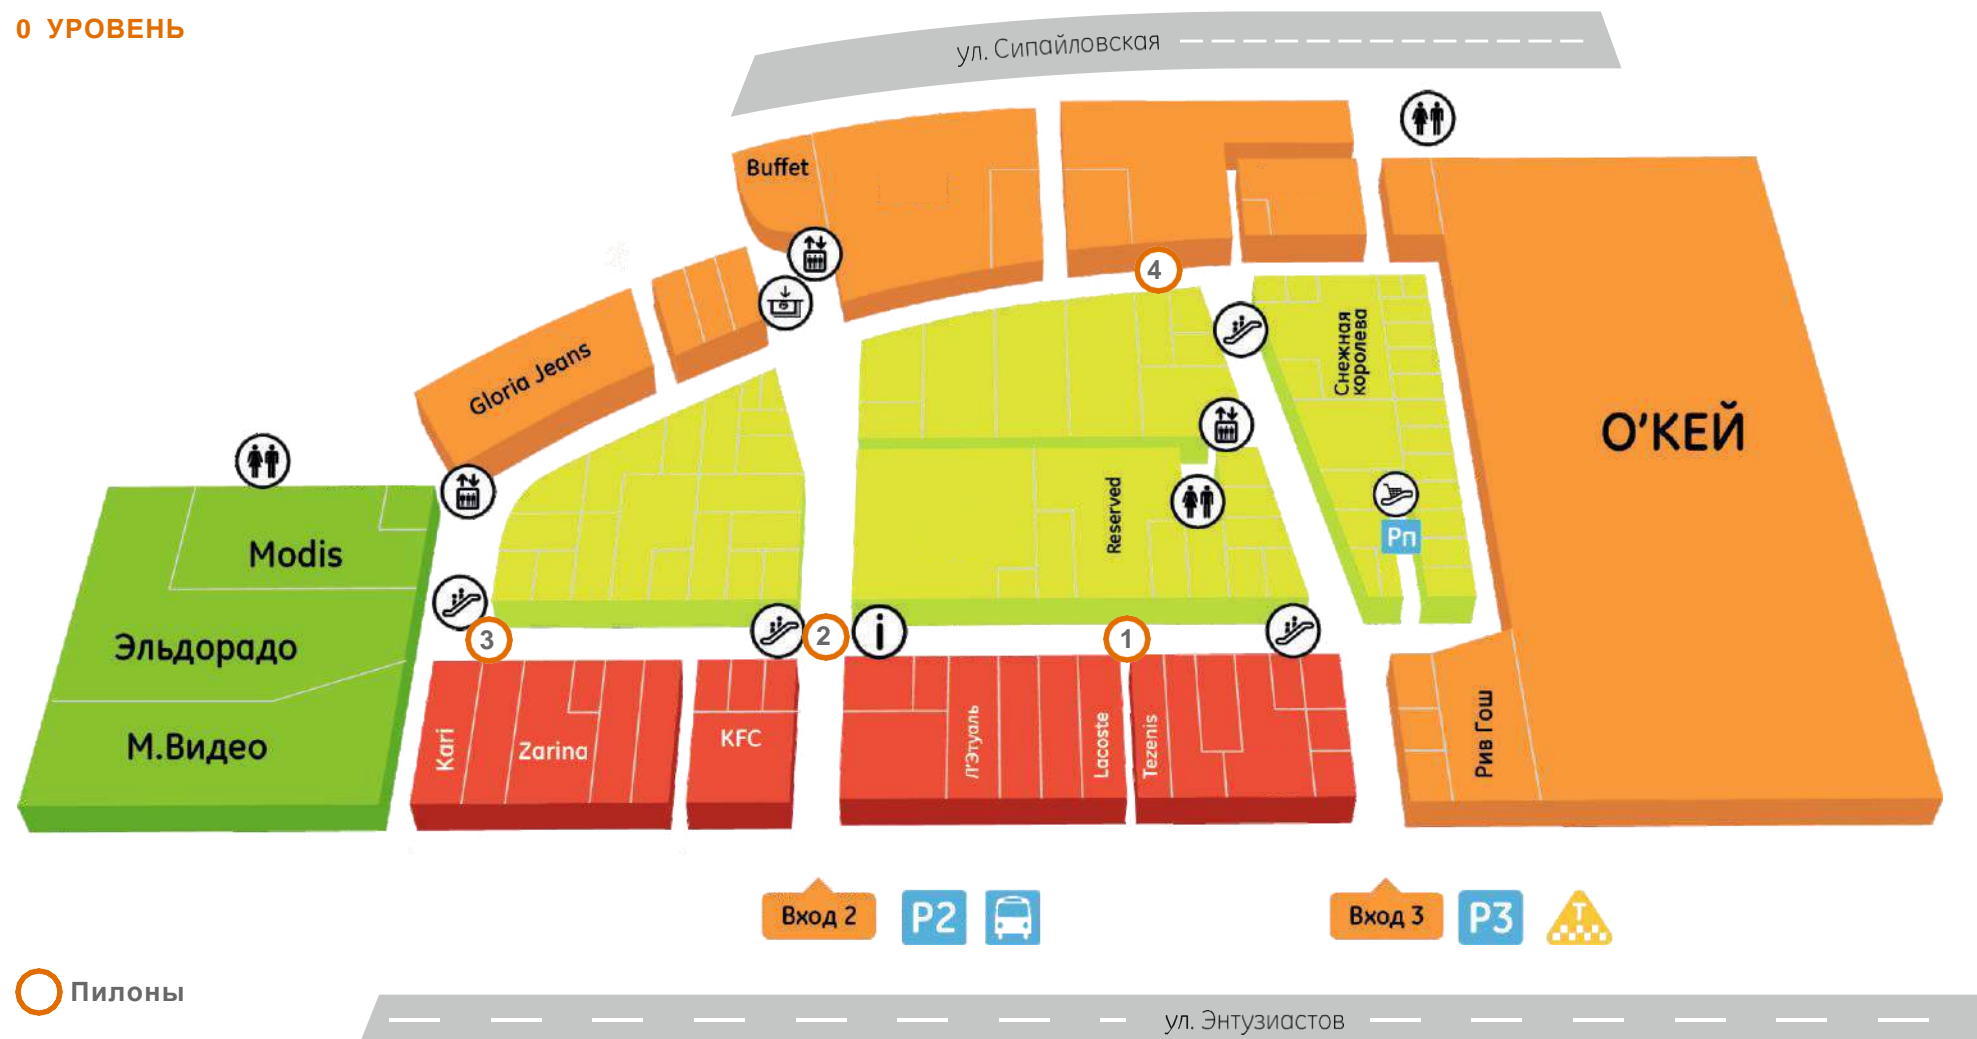 0 УРОВЕНЬ
ул. Сипайловская
Buffet
4
Gloria Jeans
Снежная
королева
О'КЕЙ
Reserved
Pп
Modis
Эльдорадо
М.Видео
3
2
i
1
Kari
Zarina
KFC
Л'Этуаль
Lacoste
Tezenis
Рив Гош
Вход 2
P2
Вход 3
P3
T
Пилоны
ул. Энтузиастов